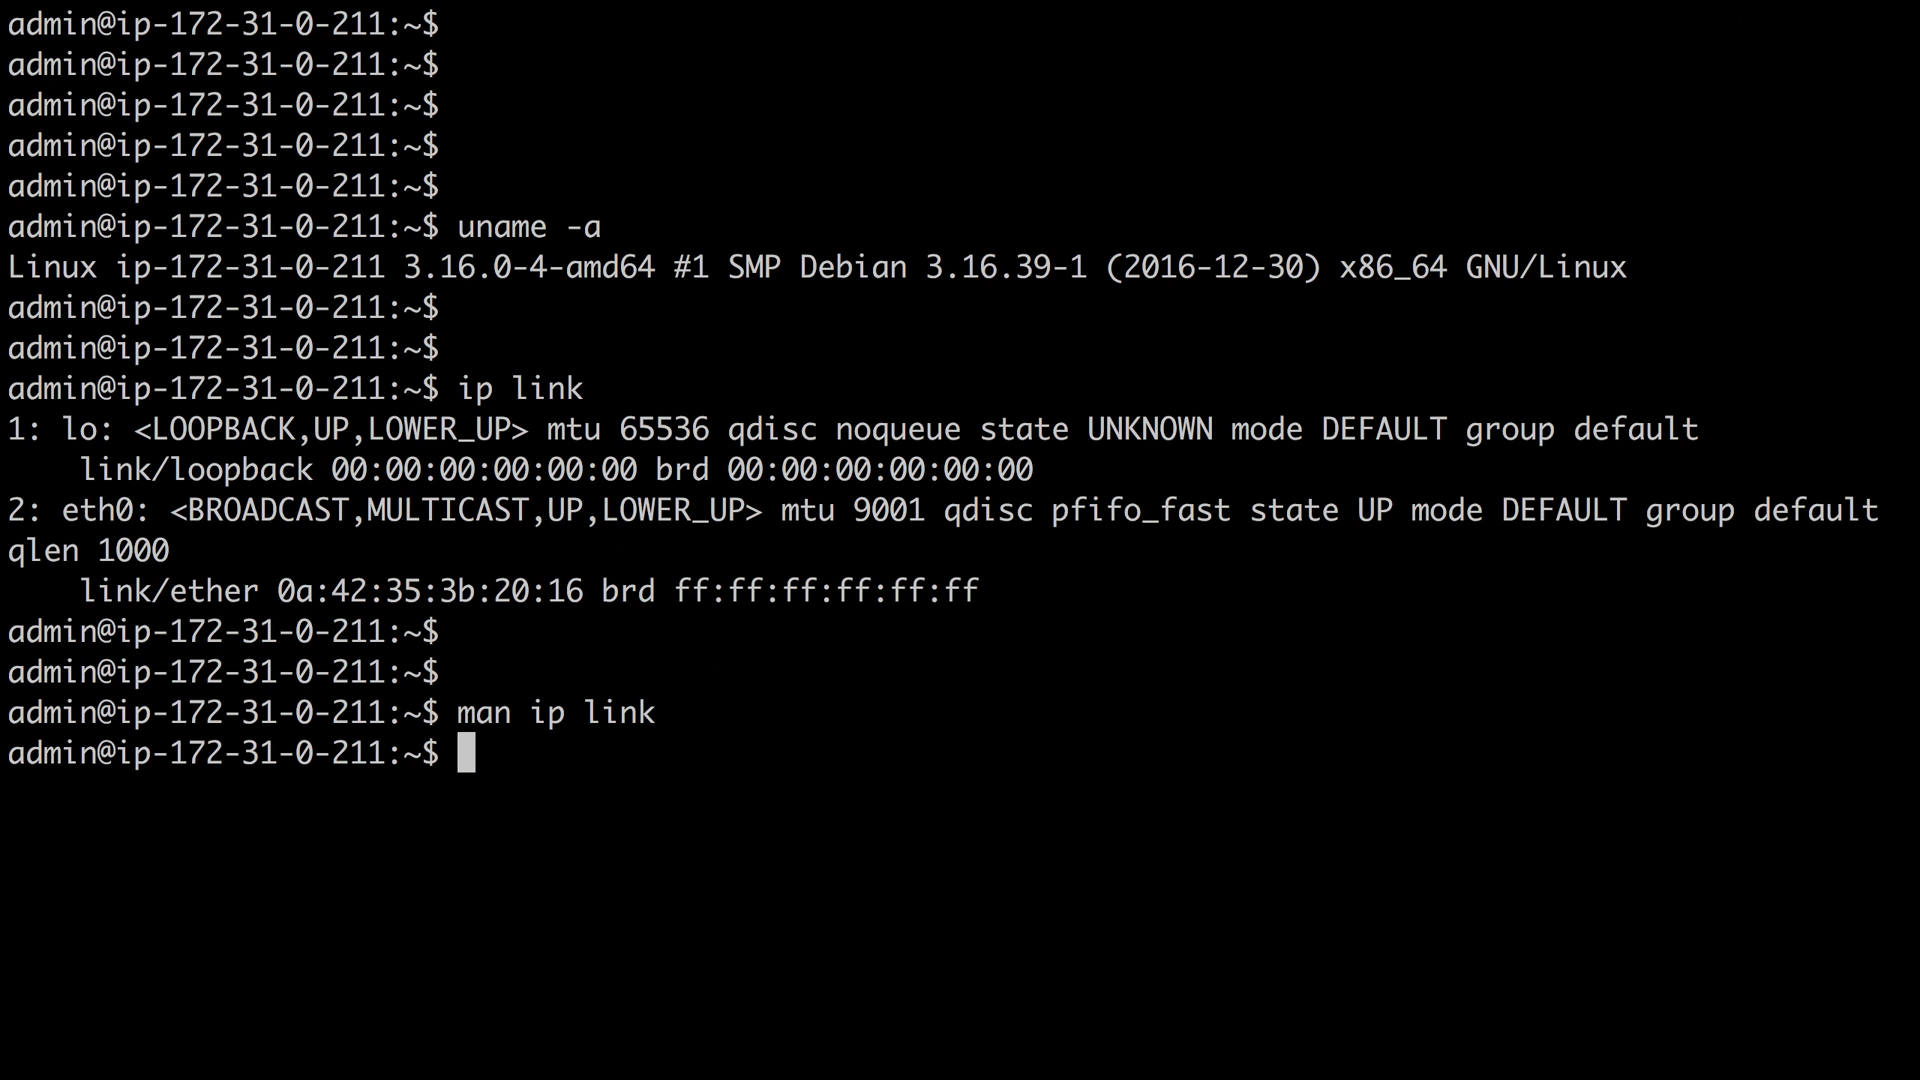 admin@ip-172-31-0-211:~$
admin@ip-172-31-0-211:~$
admin@ip-172-31-0-211:~$
admin@ip-172-31-0-211:~$
admin@ip-172-31-0-211:~$
admin@ip-172-31-0-211:~$ uname -a
Linux ip-172-31-0-211 3.16.0-4-amd64 #1 SMP Debian 3.16.39-1 (2016-12-30) x86_64 GNU/Linux
admin@ip-172-31-0-211:~$
admin@ip-172-31-0-211:~$
admin@ip-172-31-0-211:~$ ip link
1: lo: <LOOPBACK,UP,LOWER_UP> mtu 65536 qdisc noqueue state UNKNOWN mode DEFAULT group default
    link/loopback 00:00:00:00:00:00 brd 00:00:00:00:00:00
2: eth0: <BROADCAST,MULTICAST,UP,LOWER_UP> mtu 9001 qdisc pfifo_fast state UP mode DEFAULT group default
qlen 1000
    link/ether 0a:42:35:3b:20:16 brd ff:ff:ff:ff:ff:ff
admin@ip-172-31-0-211:~$
admin@ip-172-31-0-211:~$
admin@ip-172-31-0-211:~$ man ip link
admin@ip-172-31-0-211:~$